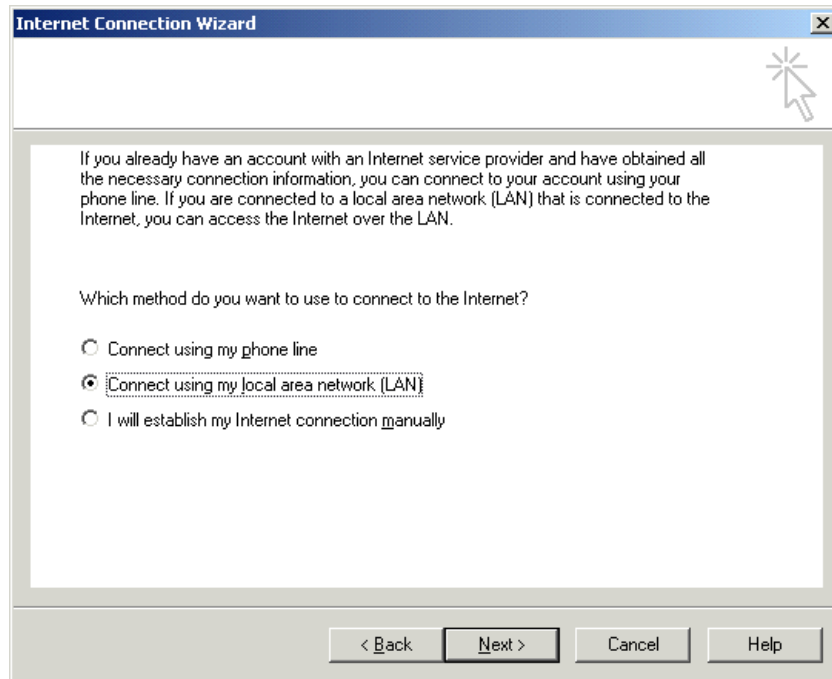 Internet Connection Wizard
If you already have an account with an Internet service provider and have obtained all
the necessary connection information, you can connect to your account using your
phone line. If you are connected to a local area network (LAN) that is connected to the
Internet, you can access the Internet over the LAN.
Which method do you want to use to connect to the Internet?
Connect using my phone line
Connect using my local area network (LAN)
I will establish my Internet connection manually
< Back Next > Cancel Help